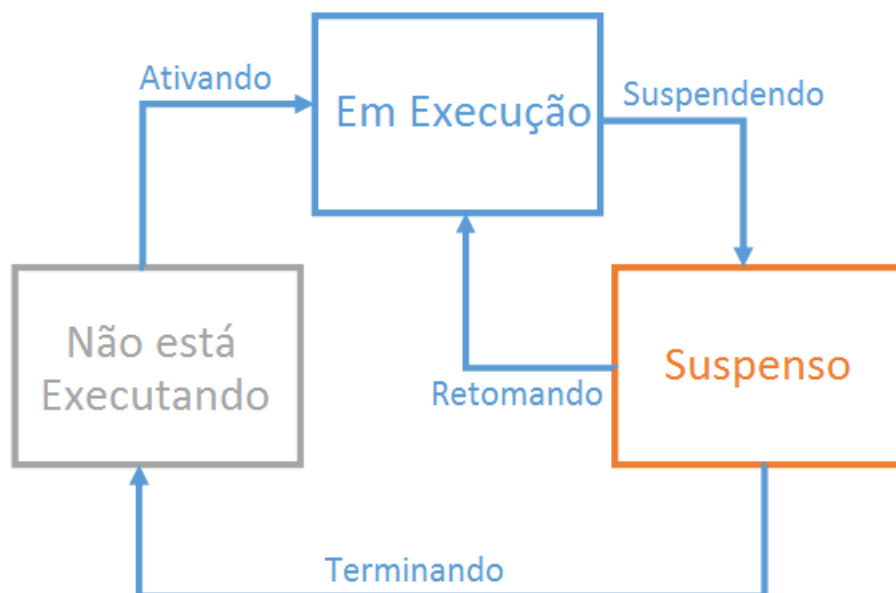 Ativando
Em Execução
Suspendendo
Não está
Executando
Suspenso
Retomando
Terminando